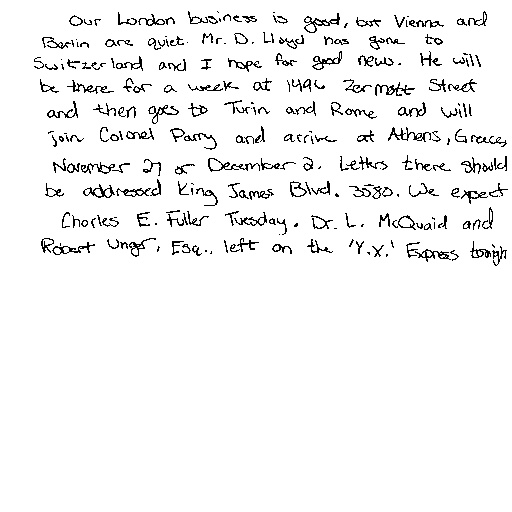 Our London business is good, but Vienna and
Berlin are quiet. Mr. D. Lloyd has gone to
Switzerland and I hope for good news. He will
be there for a week at 1496 Zermott Street
and then goes to Turin and Rome and will
join Colonel Parry and arrive at Athens, Greece,
November 27 or December 2. Letters there should
be addressed King James Blvd. 3580. We expect
Charles E. Fuller Tuesday. Dr. L. McQuaid and
Robert Unger, Esq., left on the 'Y.X.' Express tonigh